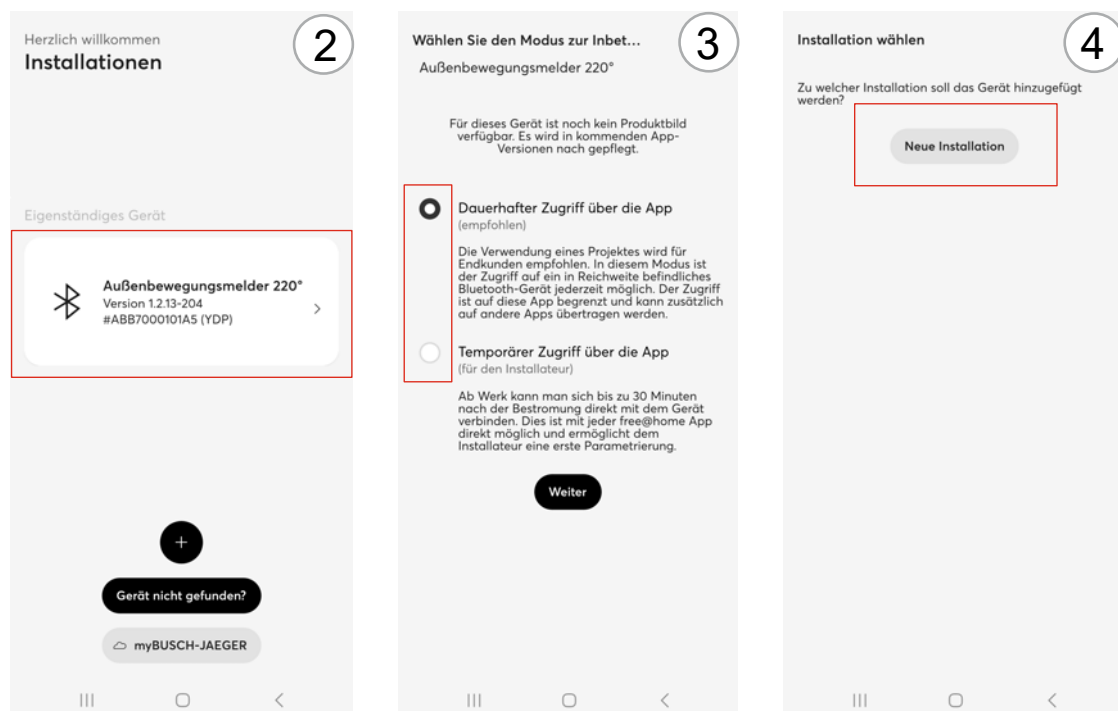 Herzlich willkommen
Installationen
2
Eigenständiges Gerät
Außenbewegungsmelder 220°
Version 1.2.13-204
#ABB7000101A5 (YDP)
+
Gerät nicht gefunden?
myBUSCH-JAEGER
Wählen Sie den Modus zur Inbet...
3
Außenbewegungsmelder 220°
Für dieses Gerät ist noch kein Produktbild
verfügbar. Es wird in kommenden App-
Versionen nach gepflegt.
Dauerhafter Zugriff über die App
(empfohlen)
Die Verwendung eines Projektes wird für
Endkunden empfohlen. In diesem Modus ist
der Zugriff auf ein in Reichweite befindliches
Bluetooth-Gerät jederzeit möglich. Der Zugriff
ist auf diese App begrenzt und kann zusätzlich
auf andere Apps übertragen werden.
Temporärer Zugriff über die App
(für den Installateur)
Ab Werk kann man sich bis zu 30 Minuten
nach der Bestromung direkt mit dem Gerät
verbinden. Dies ist mit jeder free@home App
direkt möglich und ermöglicht dem
Installateur eine erste Parametrierung.
Weiter
Installation wählen
4
Zu welcher Installation soll das Gerät hinzugefügt
werden?
Neue Installation